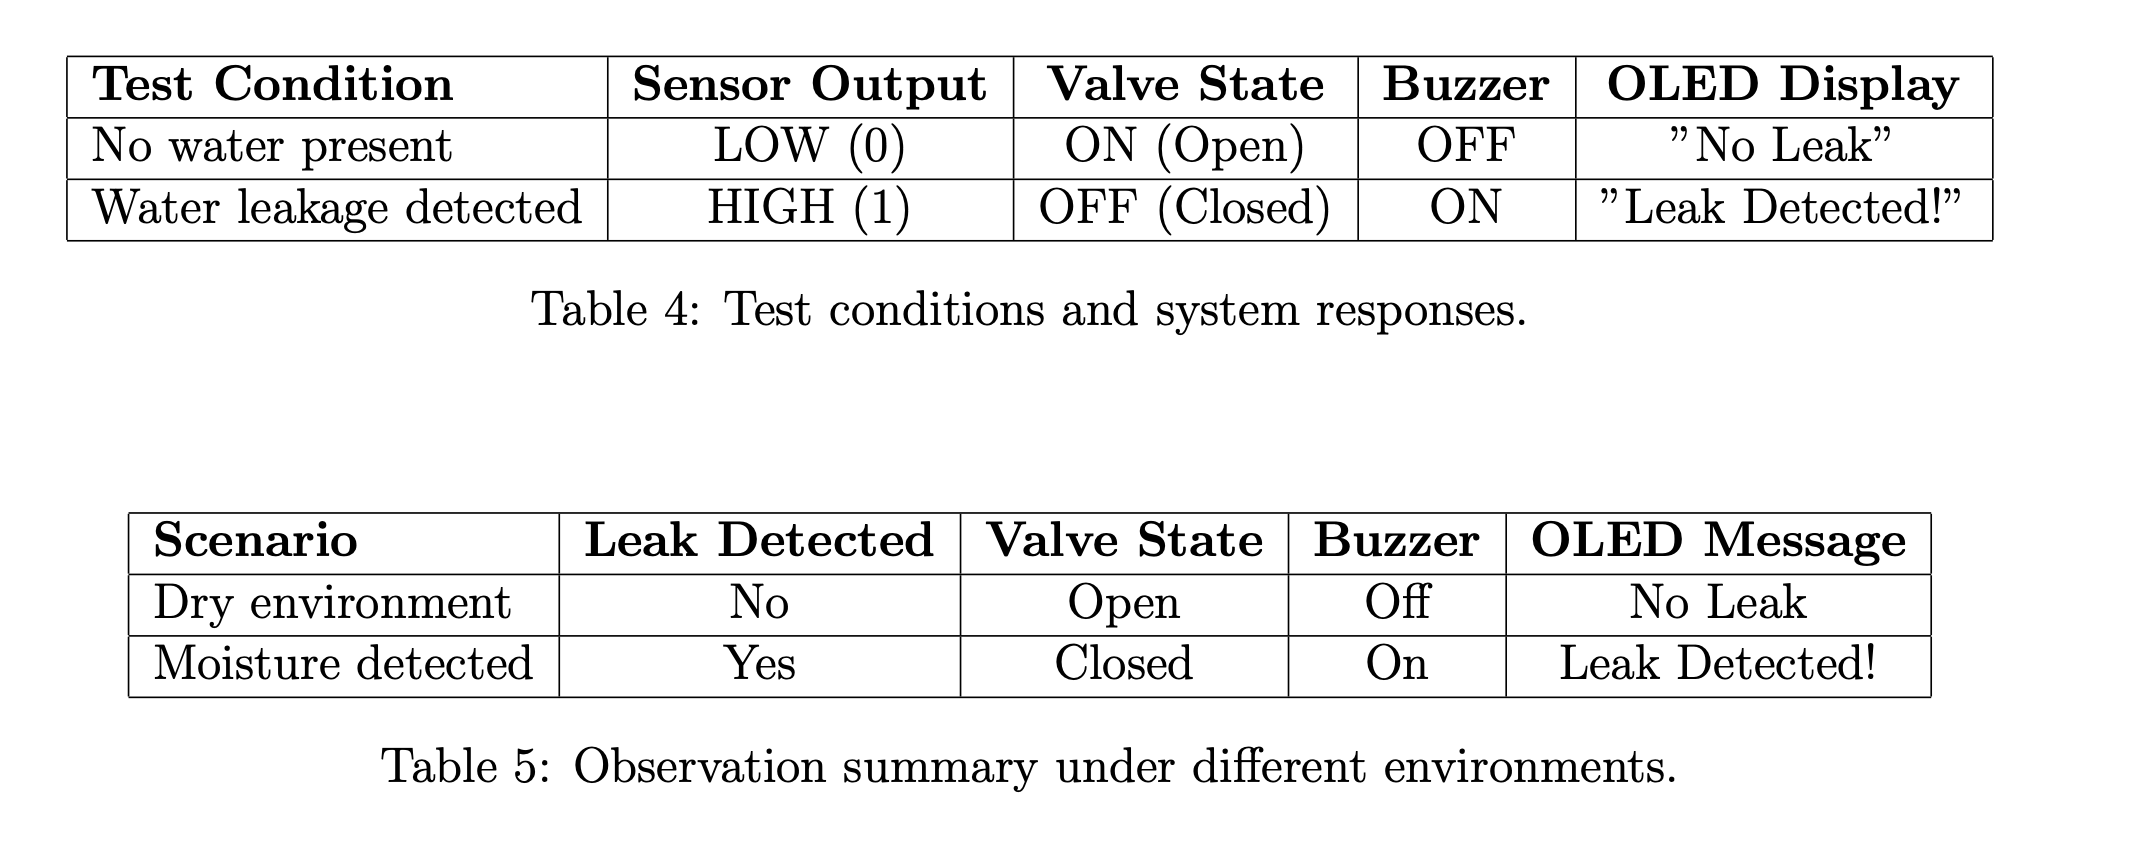 Test Condition Sensor Output Valve State Buzzer OLED Display
No water present LOW (0) ON (Open) OFF ”No Leak”
Water leakage detected HIGH (1) OFF (Closed) ON ”Leak Detected!”
Table 4: Test conditions and system responses.
Scenario Leak Detected Valve State Buzzer OLED Message
Dry environment No Open Off No Leak
Moisture detected Yes Closed On Leak Detected!
Table 5: Observation summary under different environments.